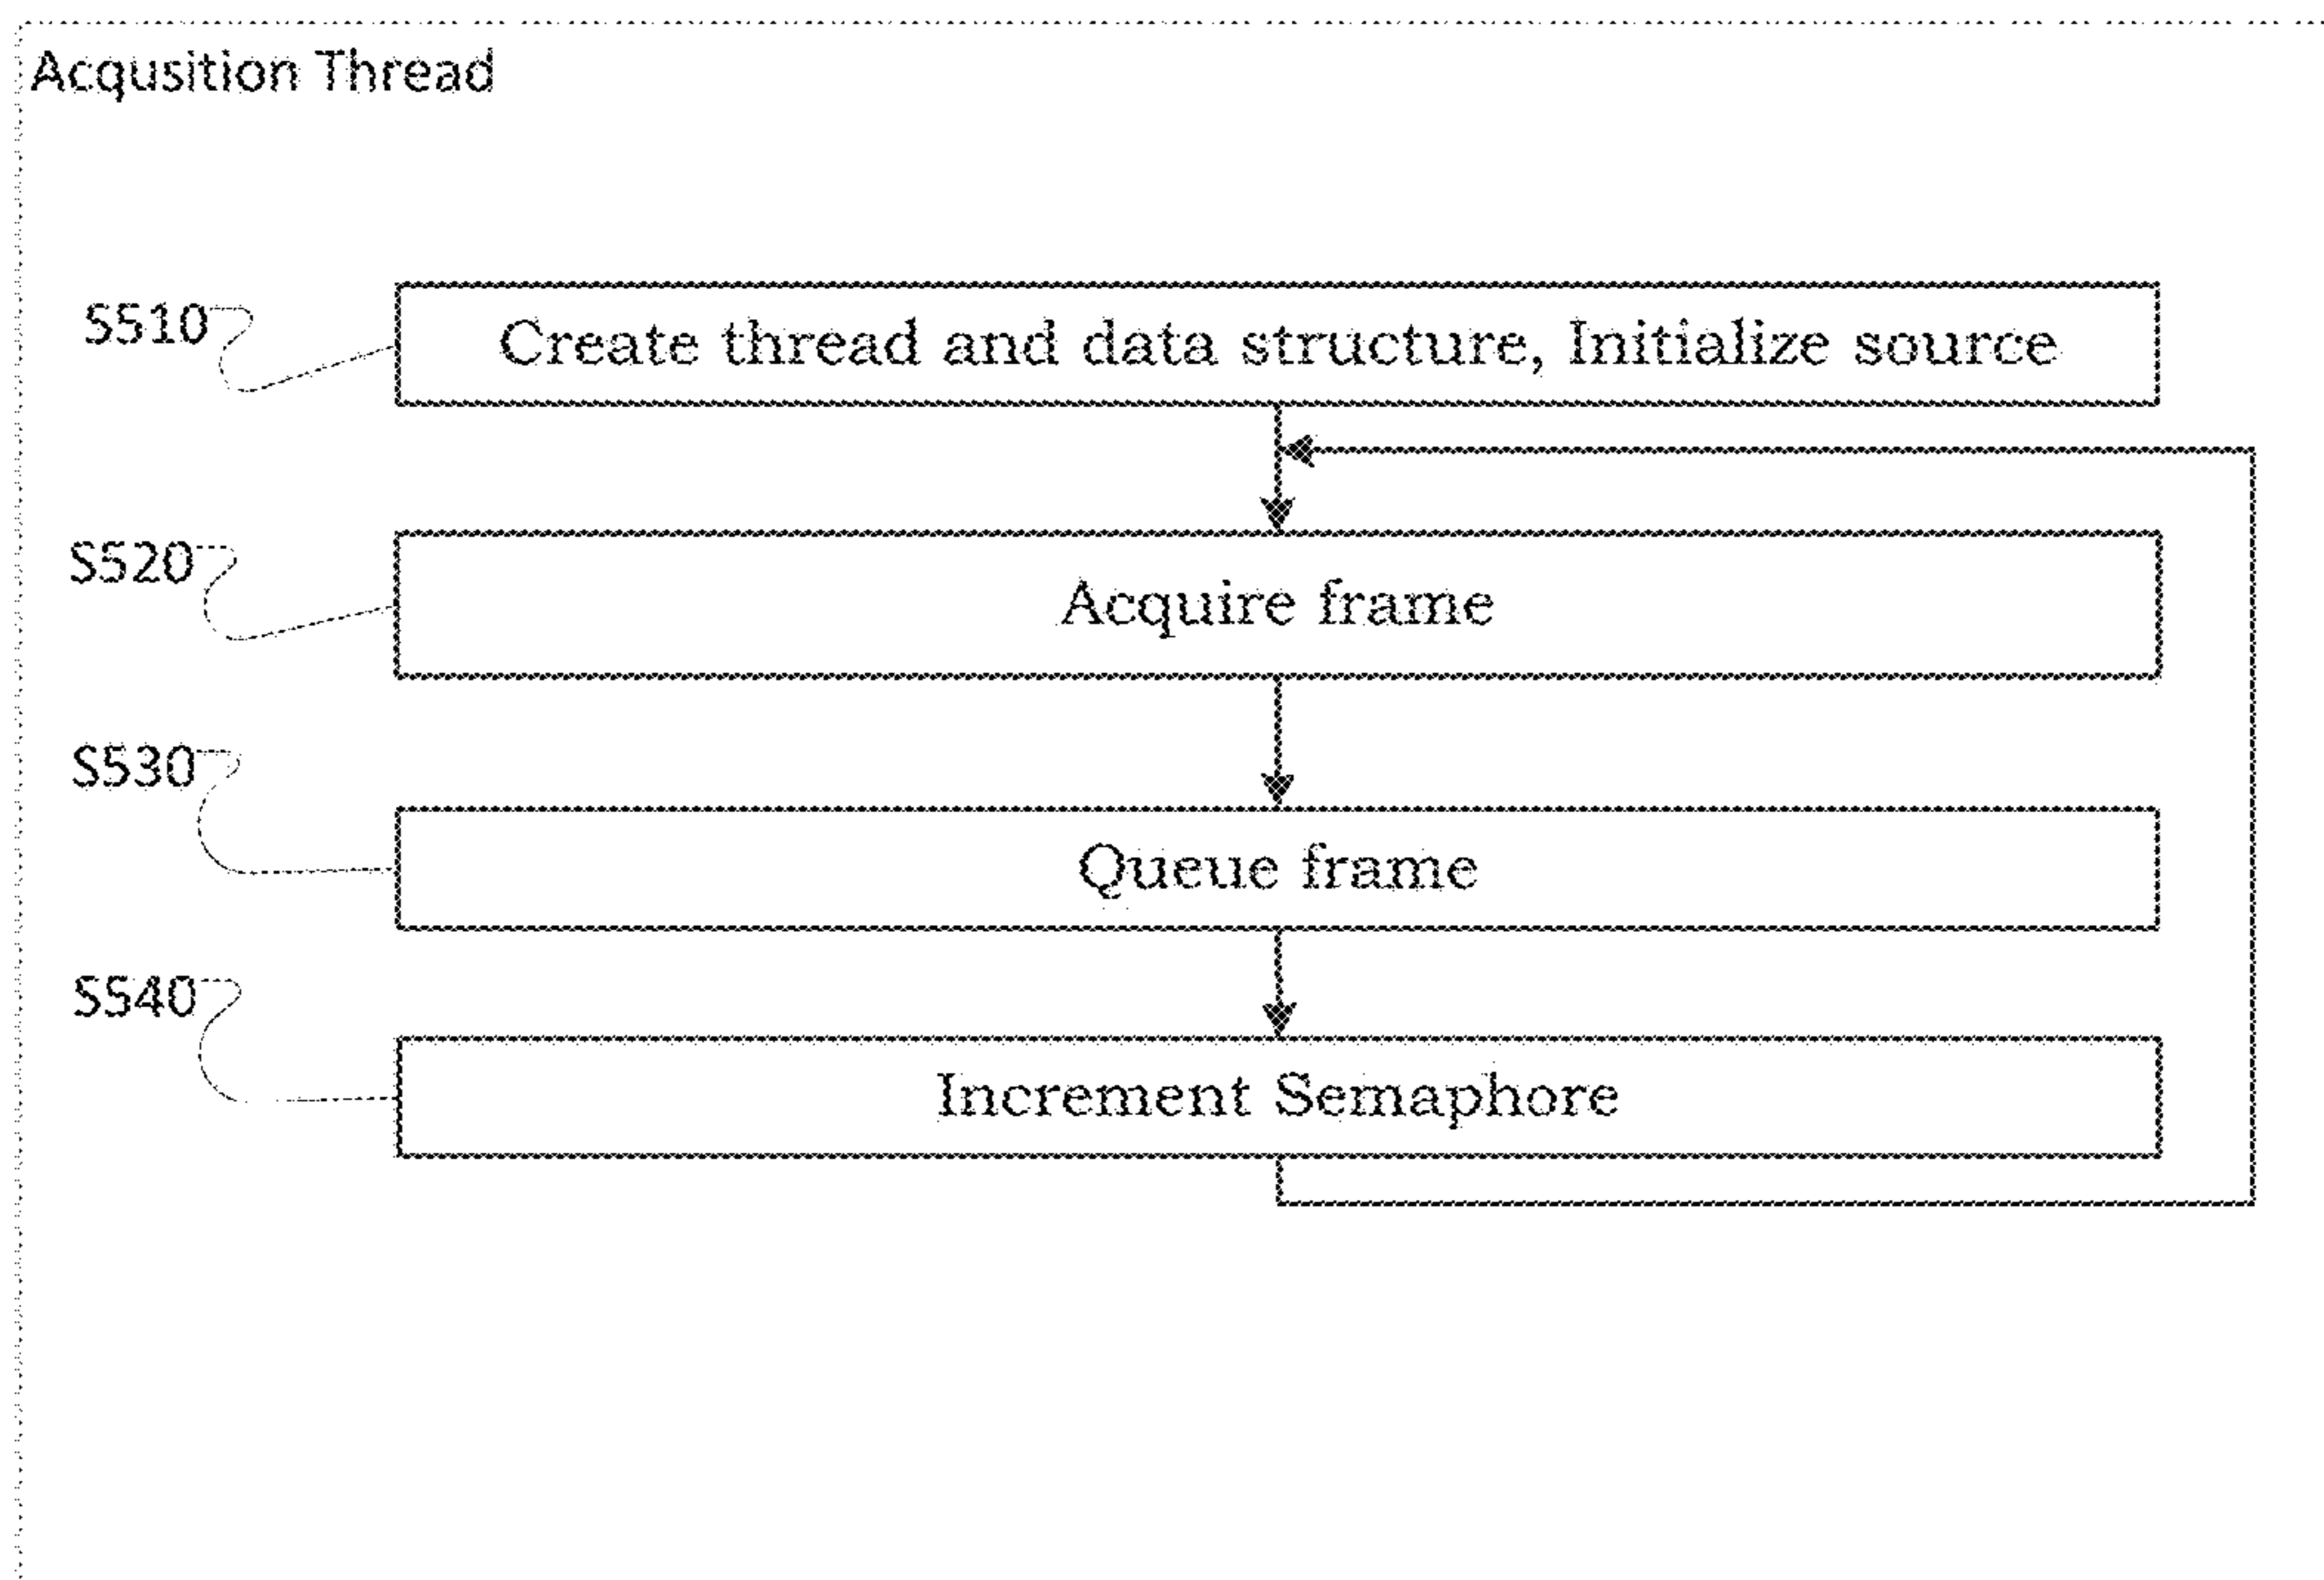 Acqusition Thread
S510
Create thread and data structure, Initialize source
S520
Acquire frame
S530
Queue frame
S540
Increment Semaphore